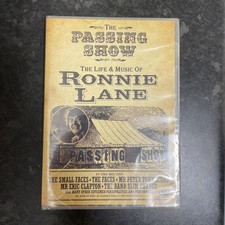 THE
PASSING
SHOW
THE LIFE & MUSIC OF
RONNIE
LANE
PASSING SHOW
THE SMALL FACES • THE FACES • MR PETER
MR ERIC CLAPTON • THE BAND SLIM CHANCE